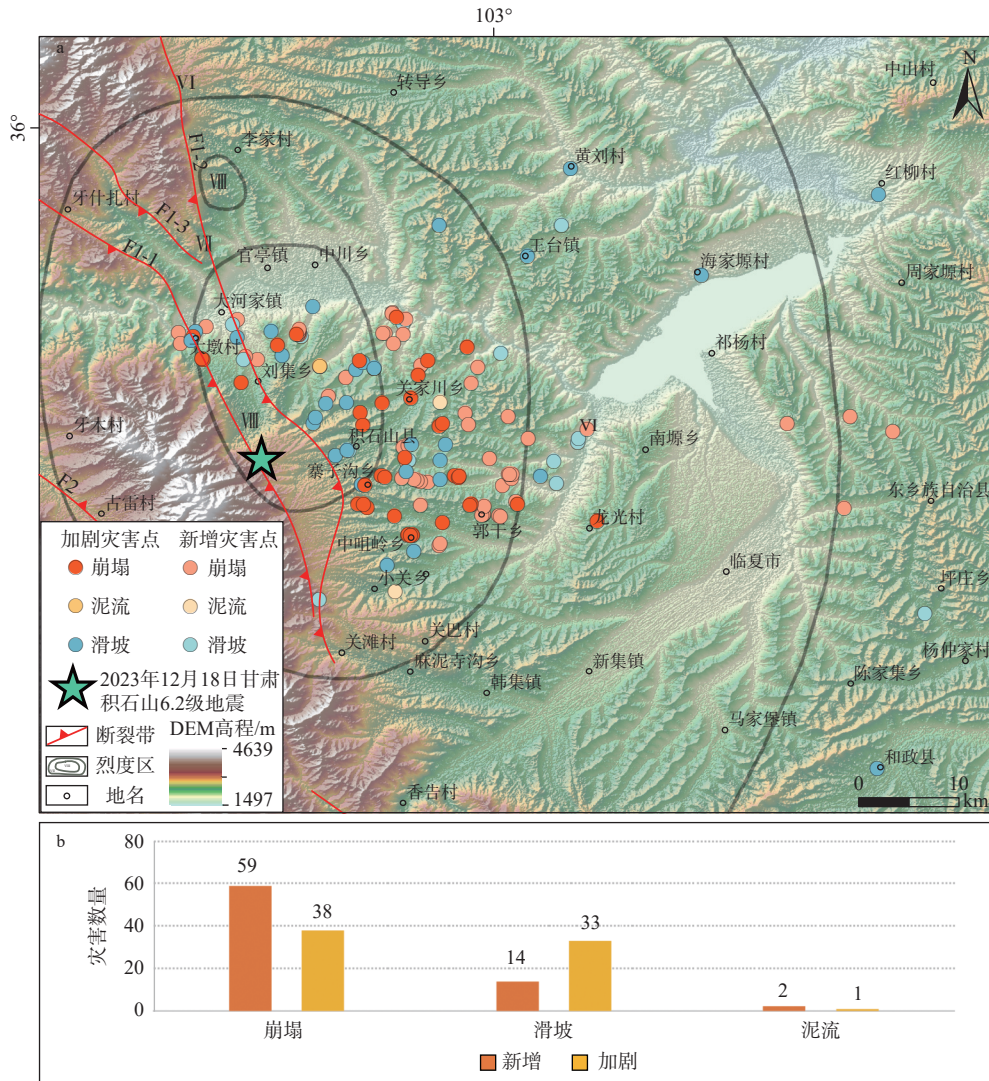 103°
a
36°
N
VI
转导乡
中山村
F1-2
李家村
VIII
黄刘村
红柳村
牙什扎村
F1-3
F1-1
VII
官亭镇
中川乡
王台镇
海家塬村
周家塬村
大河家镇
大墩村
祁杨村
刘集乡
关家川乡
VIII
牙木村
积石山县
VI
南塬乡
寨子沟乡
F2
古雷村
东乡族自治县
郭干乡
龙光村
中咀岭乡
临夏市
小关乡
坪庄乡
关滩村
关巴村
麻泥寺沟乡
新集镇
杨仲家村
韩集镇
陈家集乡
马家堡镇
和政县
香告村
0 10
km
加剧灾害点 新增灾害点
崩塌 崩塌
泥流 泥流
滑坡 滑坡
2023年12月18日甘肃
积石山6.2级地震
断裂带
烈度区
地名
DEM高程/m
4639
1497
b
灾害数量
80
60
40
20
0
59
38
14
33
2
1
崩塌 滑坡 泥流
新增 加剧